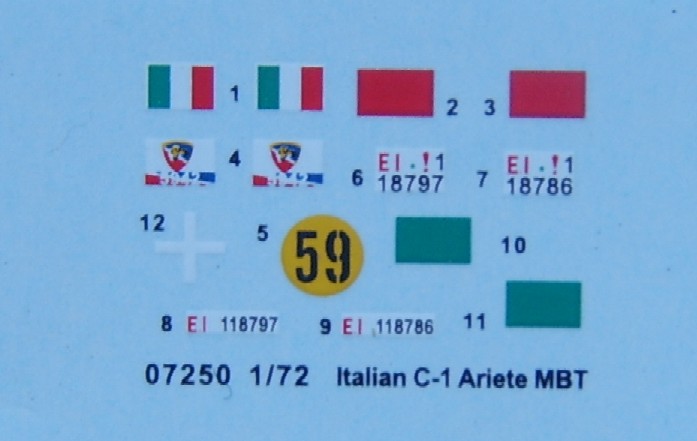 1 2 3
4 6 EI 1
18797 7 EI 1
18786
12 5 59 10
8 EI 118797 9 EI 118786 11
07250 1/72 Italian C-1 Ariete MBT